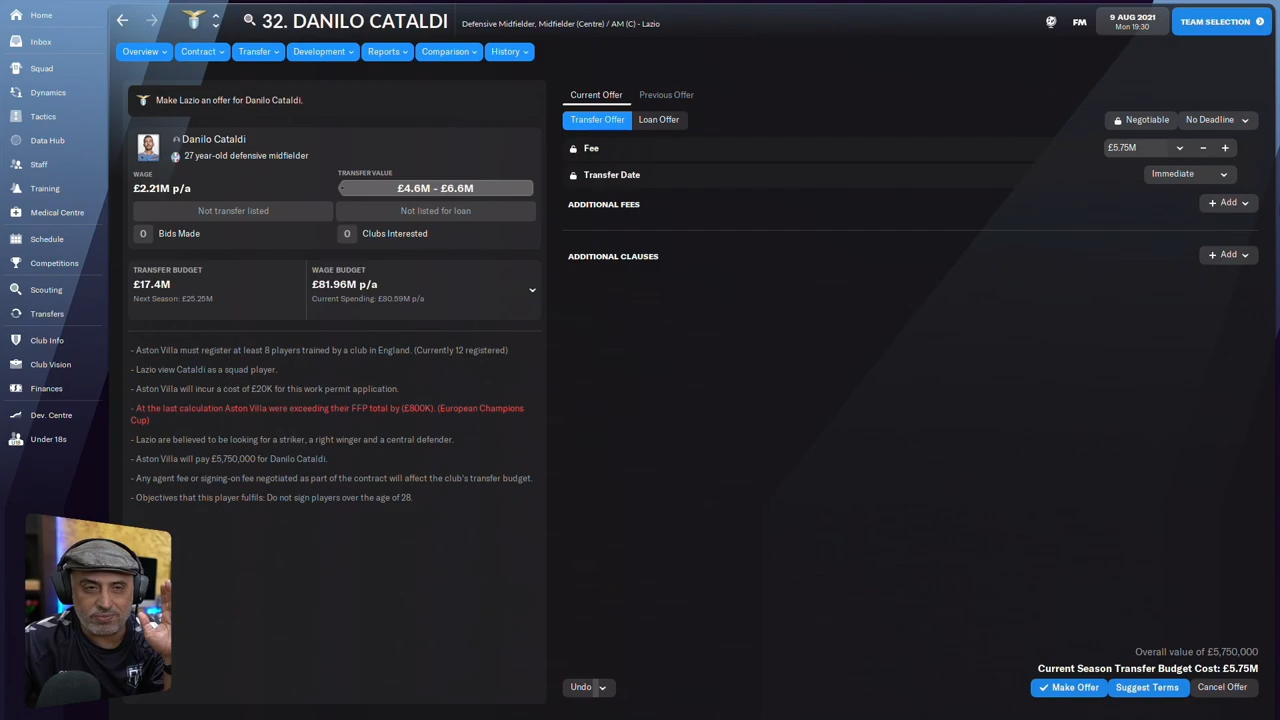 Home
Inbox
Squad
Dynamics
Tactics
Data Hub
Staff
Training
Medical Centre
Schedule
Competitions
Scouting
Transfers
Club Info
Club Vision
Finances
Dev. Centre
Under 18s
32. DANILO CATALDI
Defensive Midfielder, Midfielder (Centre) / AM (C) - Lazio
FM
9 AUG 2021
Mon 19:30
TEAM SELECTION
Overview
Contract
Transfer
Development
Reports
Comparison
History
Make Lazio an offer for Danilo Cataldi.
Danilo Cataldi
27 year-old defensive midfielder
WAGE
£2.21M p/a
TRANSFER VALUE
£4.6M - £6.6M
Not transfer listed
Not listed for loan
0 Bids Made
0 Clubs Interested
TRANSFER BUDGET
£17.4M
Next Season: £25.25M
WAGE BUDGET
£81.96M p/a
Current Spending: £80.59M p/a
- Aston Villa must register at least 8 players trained by a club in England. (Currently 12 registered)
- Lazio view Cataldi as a squad player.
- Aston Villa will incur a cost of £20K for this work permit application.
- At the last calculation Aston Villa were exceeding their FFP total by (£800K). (European Champions
Cup)
- Lazio are believed to be looking for a striker, a right winger and a central defender.
- Aston Villa will pay £5,750,000 for Danilo Cataldi.
- Any agent fee or signing-on fee negotiated as part of the contract will affect the club's transfer budget.
- Objectives that this player fulfils: Do not sign players over the age of 28.
Current Offer
Previous Offer
Transfer Offer
Loan Offer
Negotiable
No Deadline
Fee
£5.75M
Transfer Date
Immediate
ADDITIONAL FEES
Add
ADDITIONAL CLAUSES
Add
Overall value of £5,750,000
Current Season Transfer Budget Cost: £5.75M
Undo
Make Offer
Suggest Terms
Cancel Offer